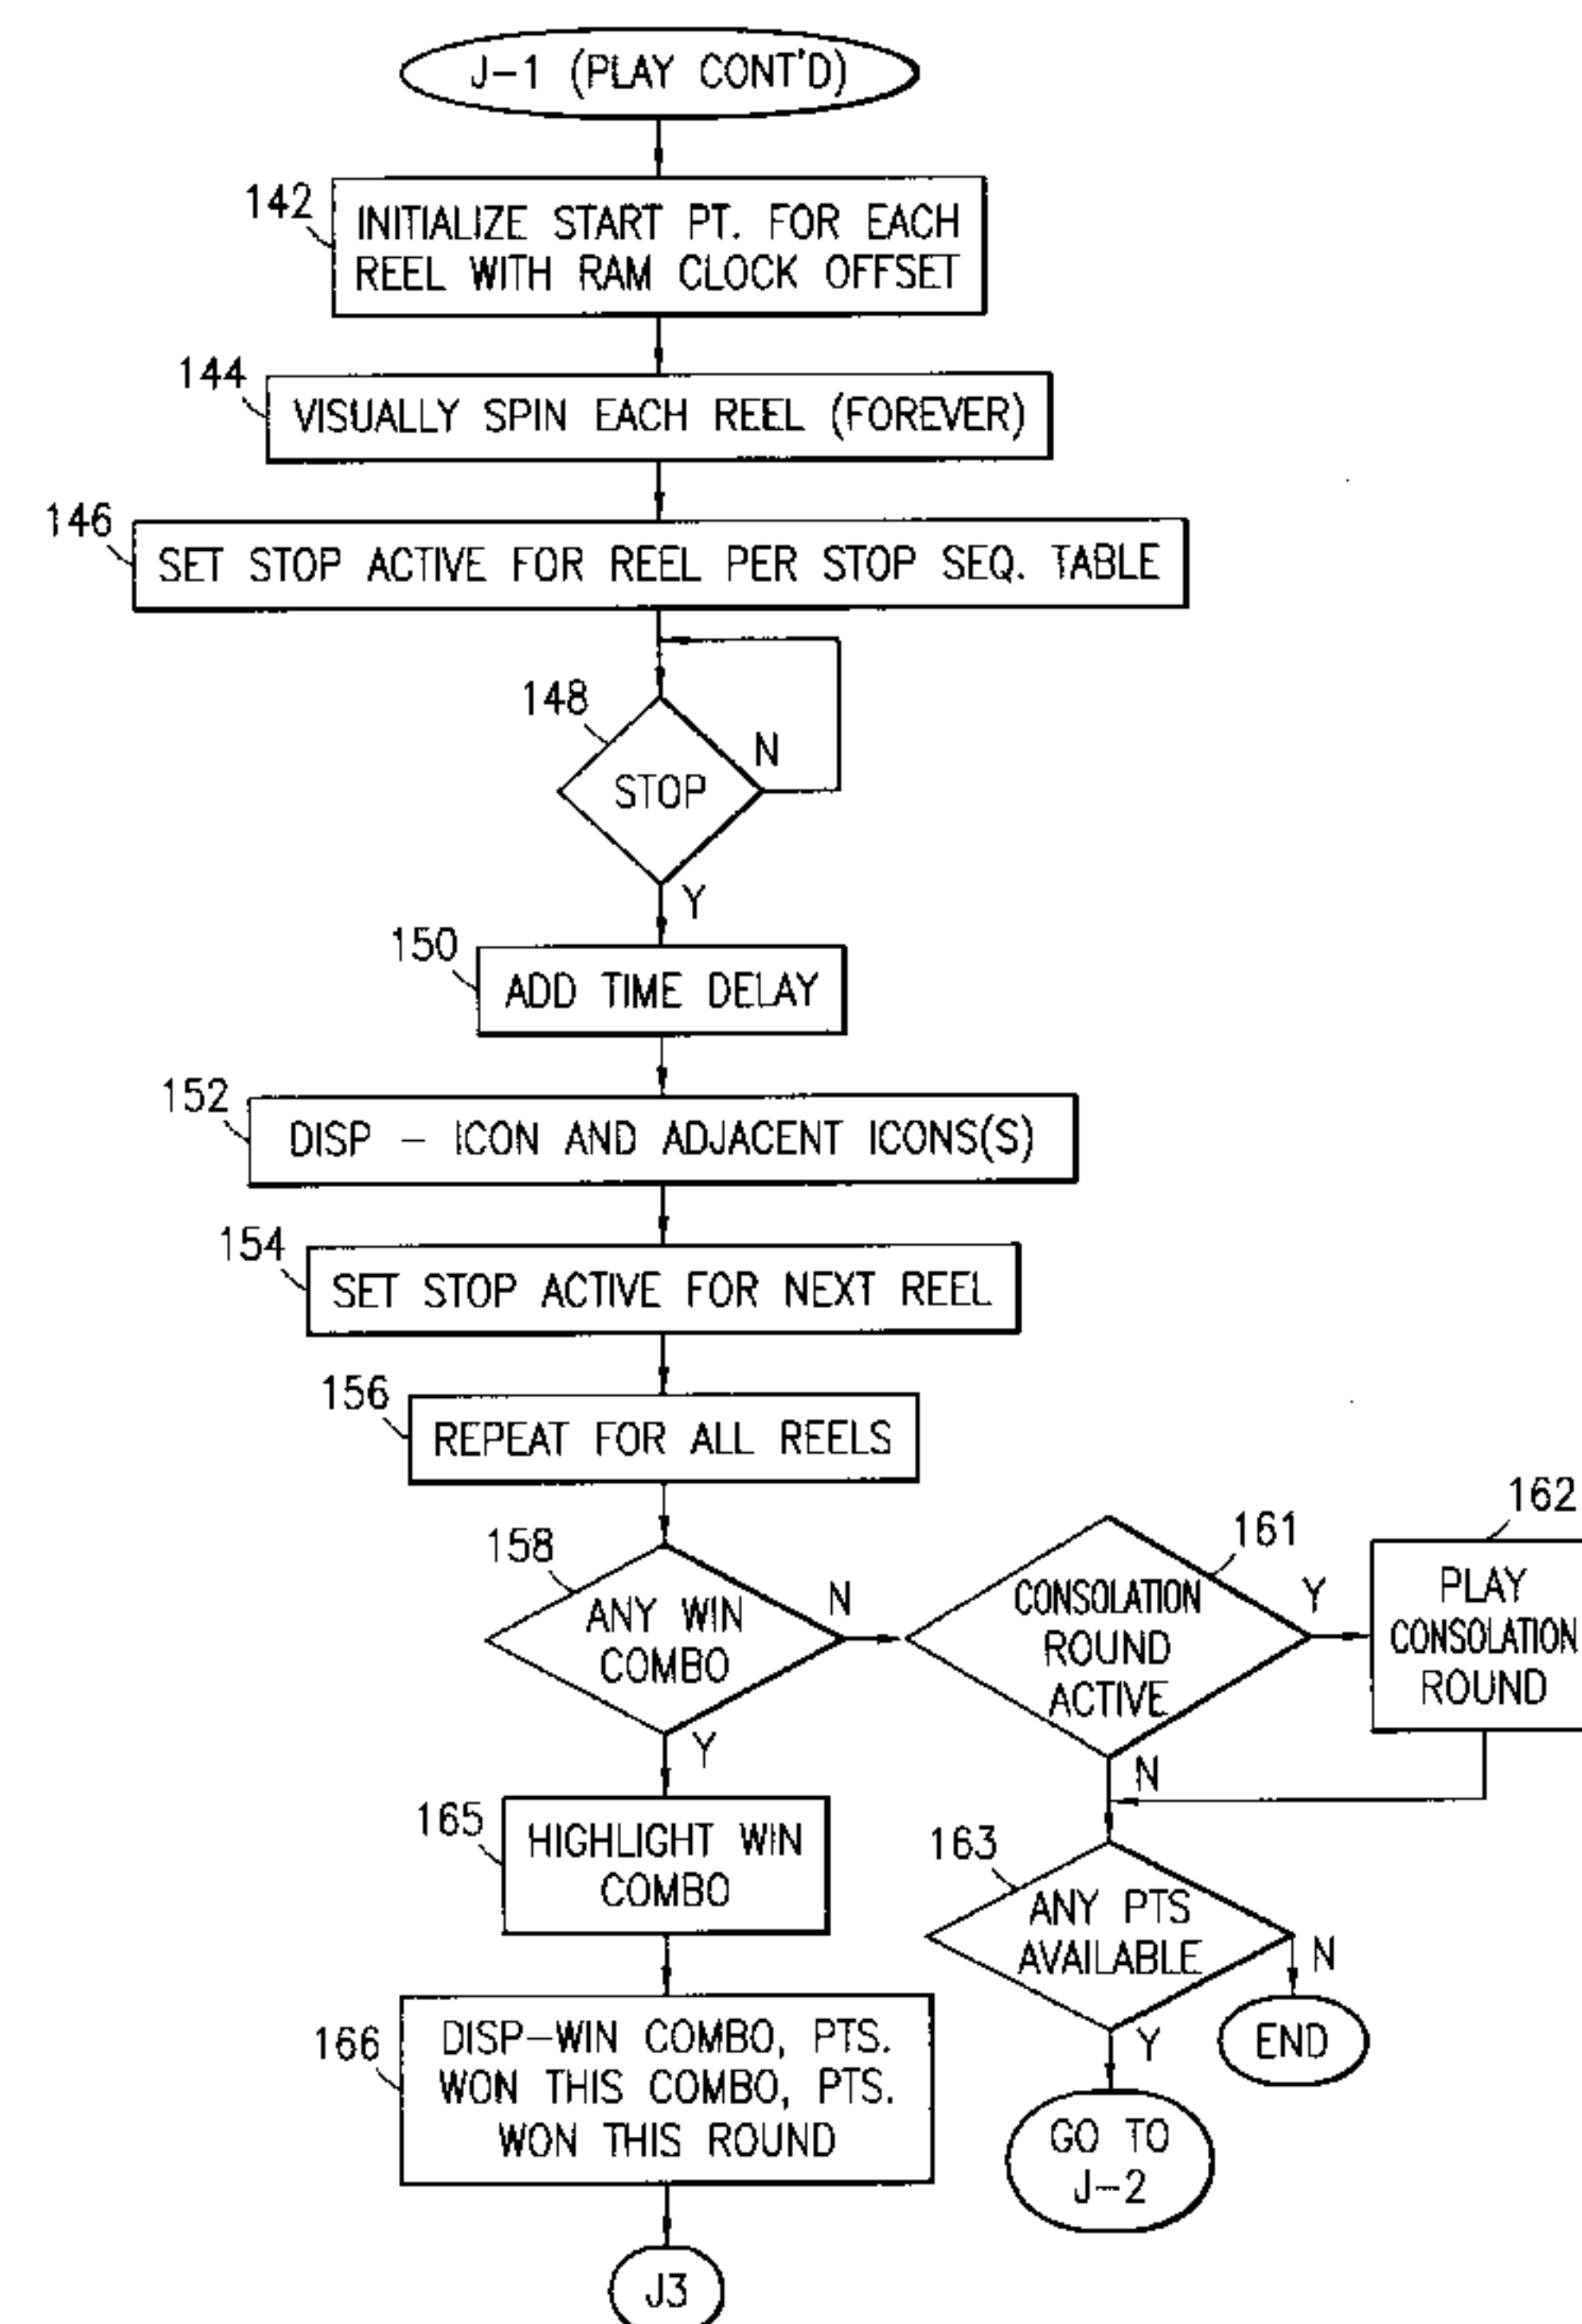 J-1 (PLAY CONT'D)
142
INITIALIZE START PT. FOR EACH
REEL WITH RAM CLOCK OFFSET
144
VISUALLY SPIN EACH REEL (FOREVER)
146
SET STOP ACTIVE FOR REEL PER STOP SEQ. TABLE
148
STOP
N
Y
150
ADD TIME DELAY
152
DISP - ICON AND ADJACENT ICONS(S)
154
SET STOP ACTIVE FOR NEXT REEL
156
REPEAT FOR ALL REELS
158
ANY WIN
COMBO
N
Y
161
CONSOLATION
ROUND
ACTIVE
Y
N
162
PLAY
CONSOLATION
ROUND
165
HIGHLIGHT WIN
COMBO
163
ANY PTS
AVAILABLE
N
Y
END
166
DISP-WIN COMBO, PTS.
WON THIS COMBO, PTS.
WON THIS ROUND
GO TO
J-2
J3